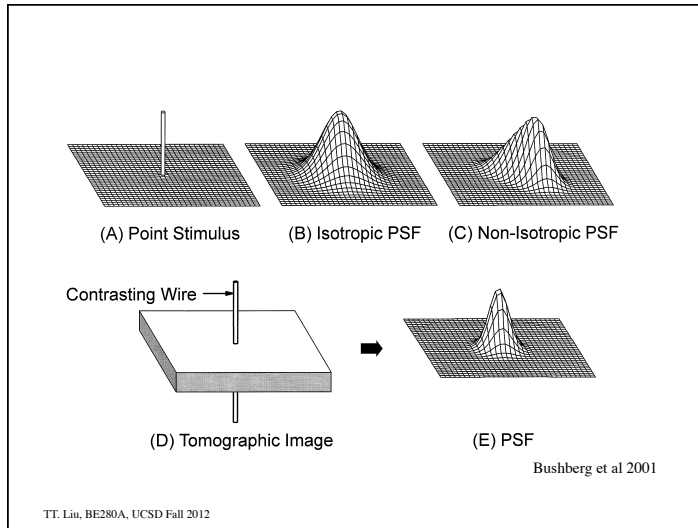 (A) Point Stimulus
(B) Isotropic PSF
(C) Non-Isotropic PSF
Contrasting Wire
(D) Tomographic Image
(E) PSF
Bushberg et al 2001
TT. Liu, BE280A, UCSD Fall 2012